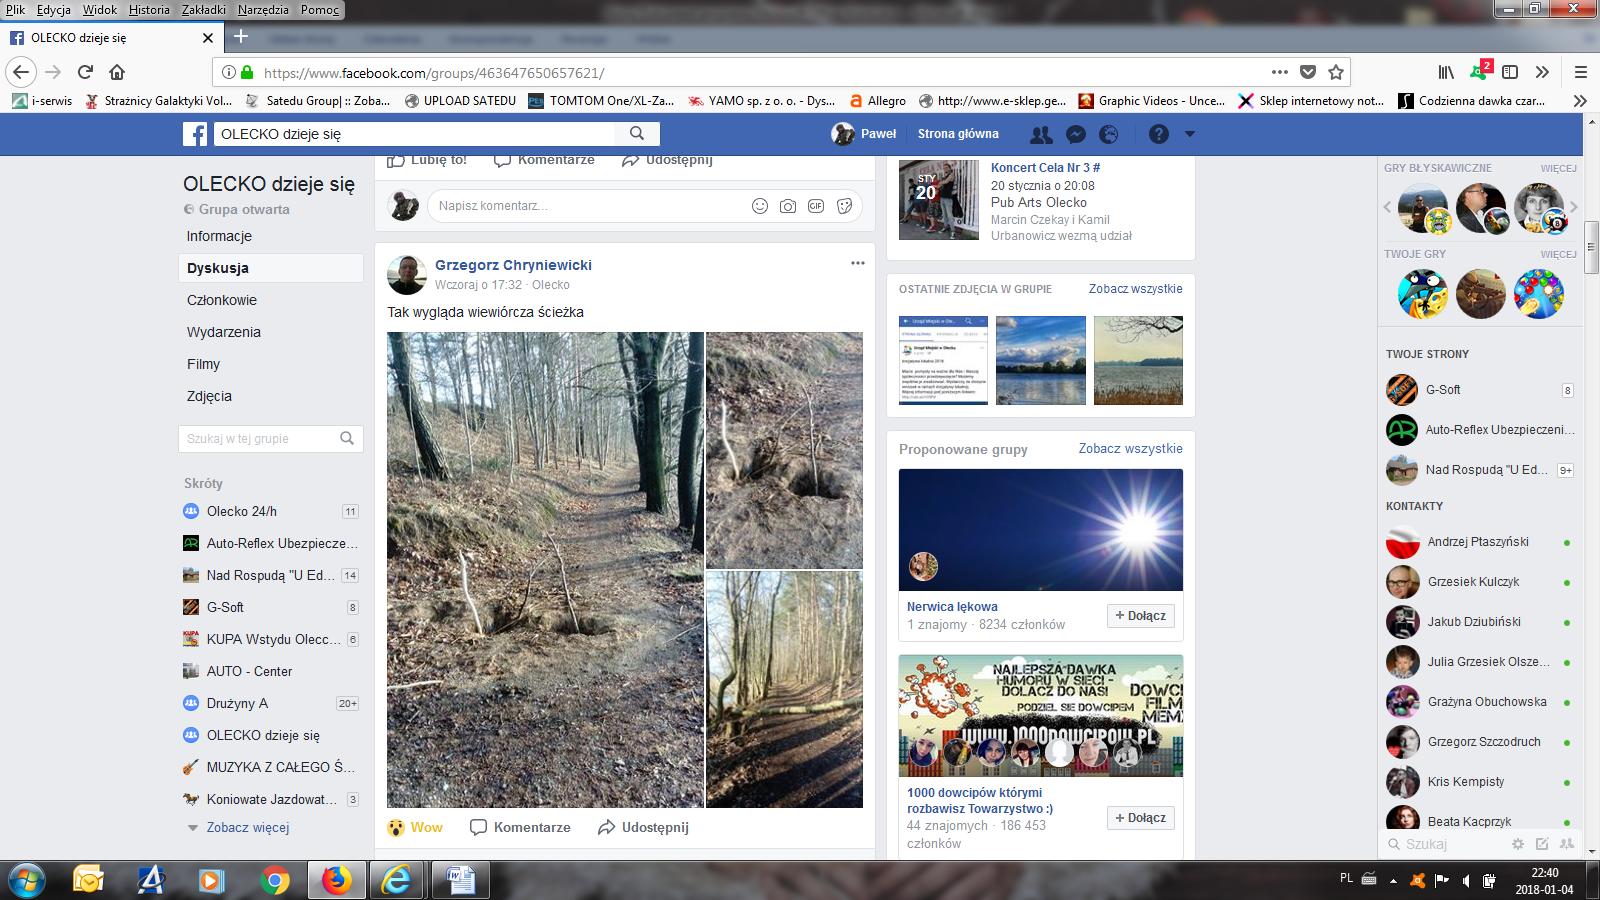 Plik Edycja Widok Historia Zakładki Narzędzia Pomoc
OLECKO dzieje się
https://www.facebook.com/groups/463647650657621/
2
i-serwis
Strażnicy Galaktyki Vol...
Satedu Group| :: Zoba...
UPLOAD SATEDU
TOMTOM One/XL-Za...
YAMO sp. z o. o. - Dys...
Allegro
http://www.e-sklep.ge...
Graphic Videos - Unce...
Sklep internetowy not...
Codzienna dawka czar...
OLECKO dzieje się
Paweł
Strona główna
OLECKO dzieje się
Grupa otwarta
Informacje
Dyskusja
Członkowie
Wydarzenia
Filmy
Zdjęcia
Szukaj w tej grupie
Skróty
Olecko 24/h 11
Auto-Reflex Ubezpiecze...
Nad Rospudą "U Ed... 14
G-Soft 8
KUPA Wstydu Olecc... 6
AUTO - Center
Drużyny A 20+
OLECKO dzieje się
MUZYKA Z CAŁEGO Ś...
Koniowate Jazdowat... 3
Zobacz więcej
Lubię to! Komentarze Udostępnij
Napisz komentarz...
GIF
Grzegorz Chryniewicki
Wczoraj o 17:32 · Olecko
Tak wygląda wiewiórcza ścieżka
Wow Komentarze Udostępnij
STY
20
Koncert Cela Nr 3 #
20 stycznia o 20:08
Pub Arts Olecko
Marcin Czekay i Kamil
Urbanowicz wezmą udział
OSTATNIE ZDJĘCIA W GRUPIE Zobacz wszystkie
Proponowane grupy Zobacz wszystkie
Nerwica lękowa
1 znajomy · 8234 członków
+ Dołącz
NAJLEPSZA DAWKA
HUMORU W SIECI -
DOŁĄCZ DO NAS!
PODZIEL SIĘ DOWCIPEM
DOWC
FILM
MEM
WWW.1000DOWCIPOW.PL
1000 dowcipów którymi
rozbawisz Towarzystwo :)
44 znajomych · 186 453
członków
+ Dołącz
GRY BŁYSKAWICZNE WIĘCEJ
TWOJE GRY WIĘCEJ
TWOJE STRONY
G-Soft 8
Auto-Reflex Ubezpieczeni...
Nad Rospudą "U Ed... 9+
KONTAKTY
Andrzej Ptaszyński
Grzesiek Kulczyk
Jakub Dziubiński
Julia Grzesiek Olsze...
Grażyna Obuchowska
Grzegorz Szczodruch
Kris Kempisty
Beata Kacprzyk
Szukaj
PL
22:40
2018-01-04